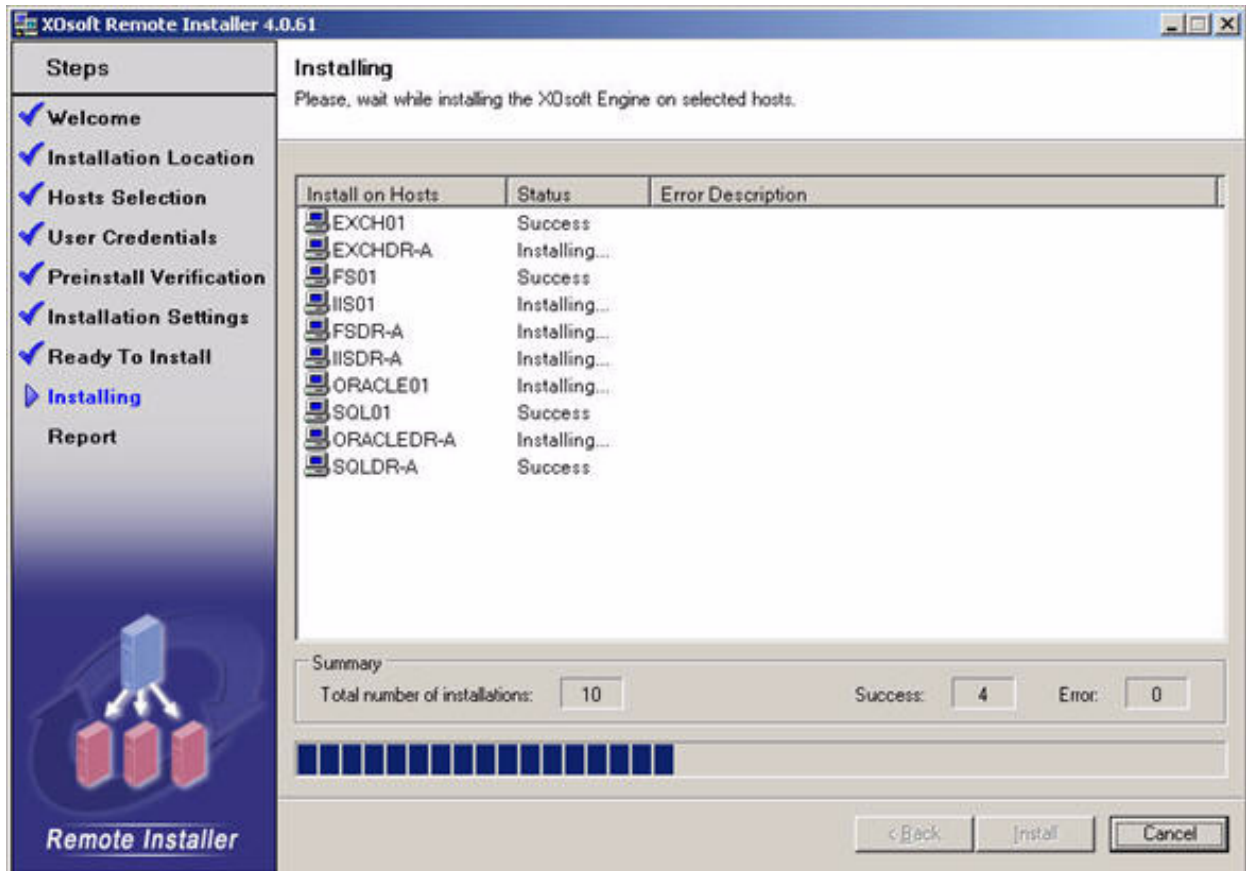 XOsoft Remote Installer 4.0.61
Steps
Welcome
Installation Location
Hosts Selection
User Credentials
Preinstall Verification
Installation Settings
Ready To Install
Installing
Report
Remote Installer
Installing
Please, wait while installing the XOsoft Engine on selected hosts.
Install on Hosts Status Error Description
EXCH01 Success
EXCHDR-A Installing...
FS01 Success
IIS01 Installing...
FSDR-A Installing...
IISDR-A Installing...
ORACLE01 Installing...
SQL01 Success
ORACLEDR-A Installing...
SQLDR-A Success
Summary
Total number of installations: 10 Success: 4 Error: 0
< Back Install Cancel